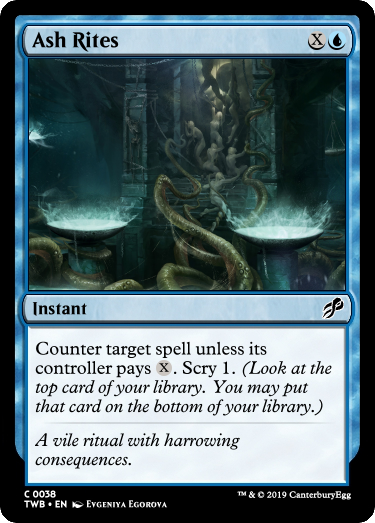 Ash Rites X
Instant
Counter target spell unless its
controller pays X. Scry 1. (Look at the
top card of your library. You may put
that card on the bottom of your library.)
A vile ritual with harrowing
consequences.
C 0038
TWB • EN Evgeniya Egorova ™ & © 2019 CanterburyEgg